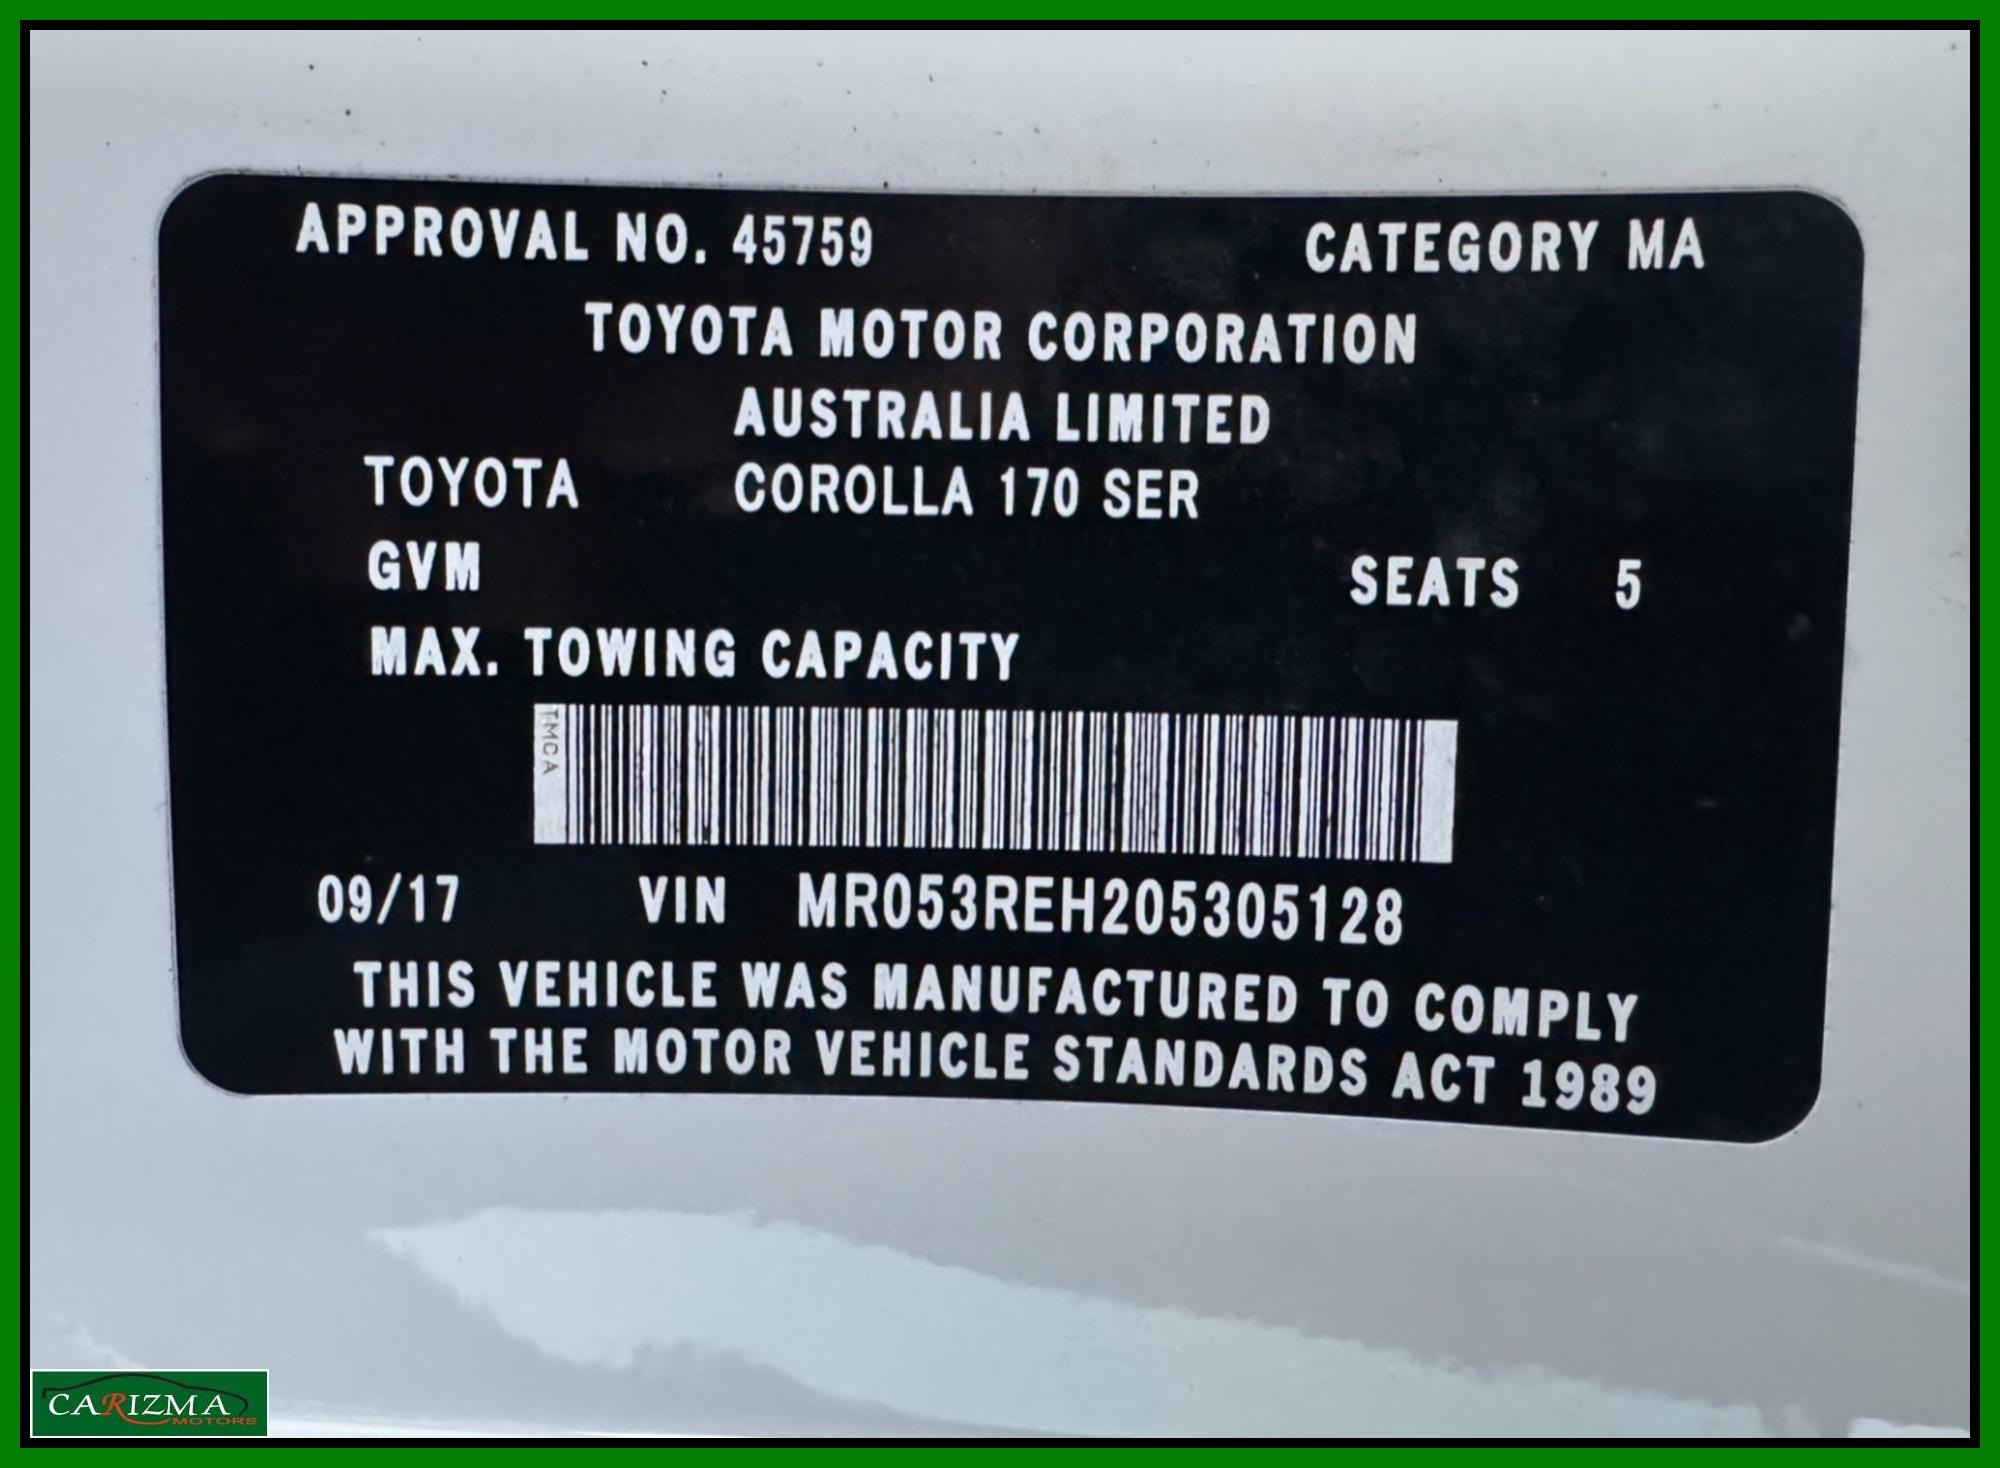 APPROVAL NO. 45759 CATEGORY MA
TOYOTA MOTOR CORPORATION
AUSTRALIA LIMITED
TOYOTA COROLLA 170 SER
GVM SEATS 5
MAX. TOWING CAPACITY
TMCA
09/17 VIN MR053REH205305128
THIS VEHICLE WAS MANUFACTURED TO COMPLY
WITH THE MOTOR VEHICLE STANDARDS ACT 1989
CARIZMA
MOTORS